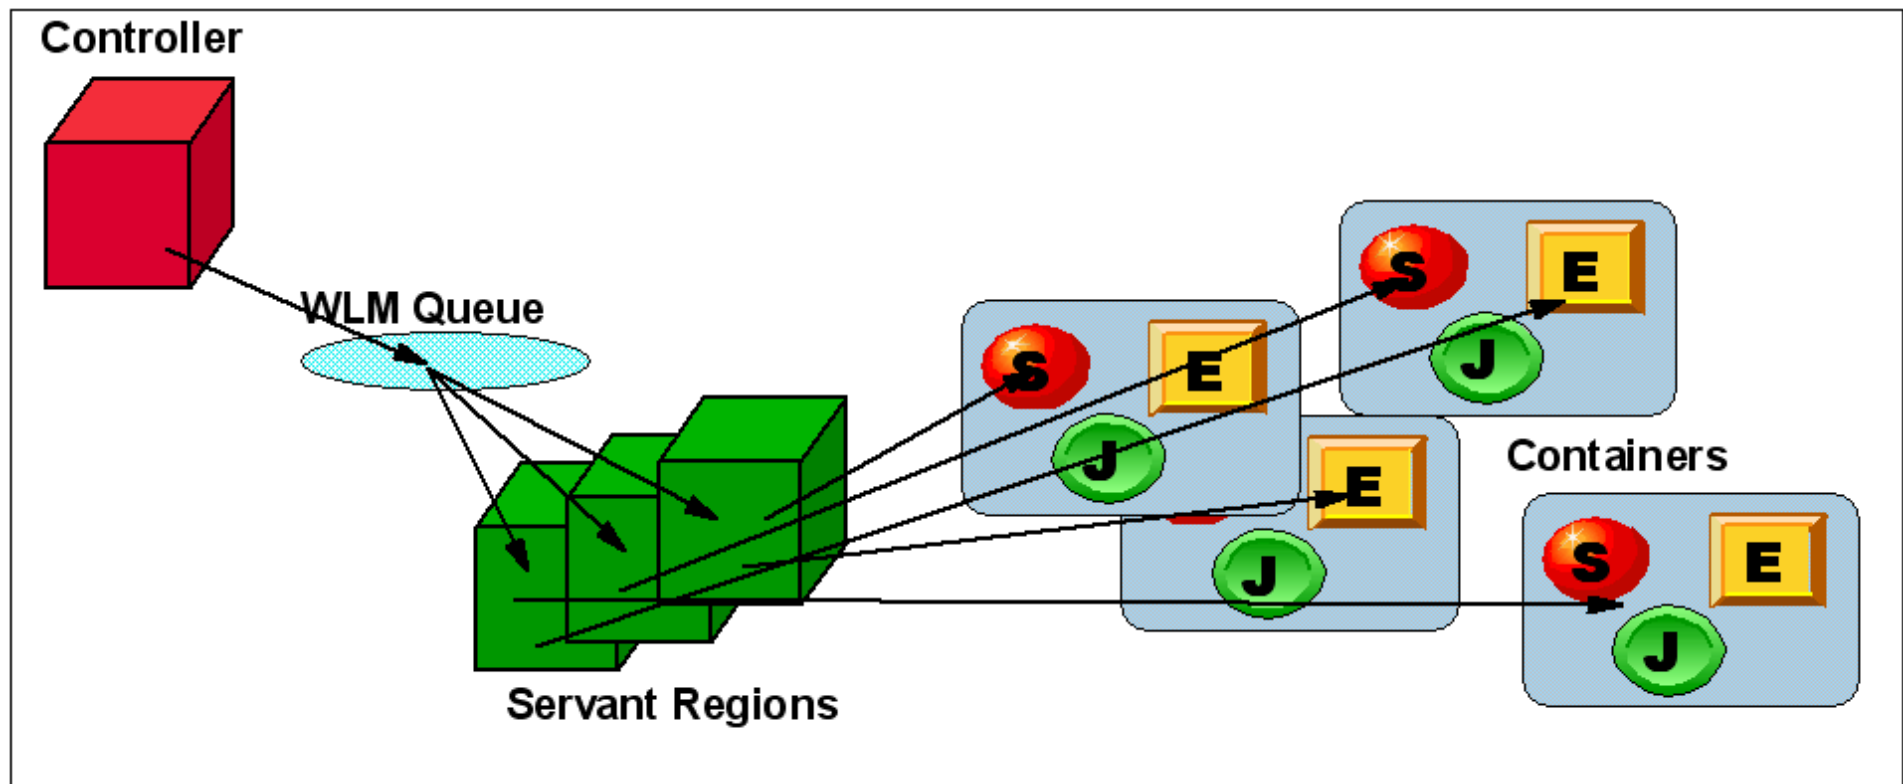 Controller
WLM Queue
S
E
J
S
E
J
E
J
Containers
S
E
J
Servant Regions